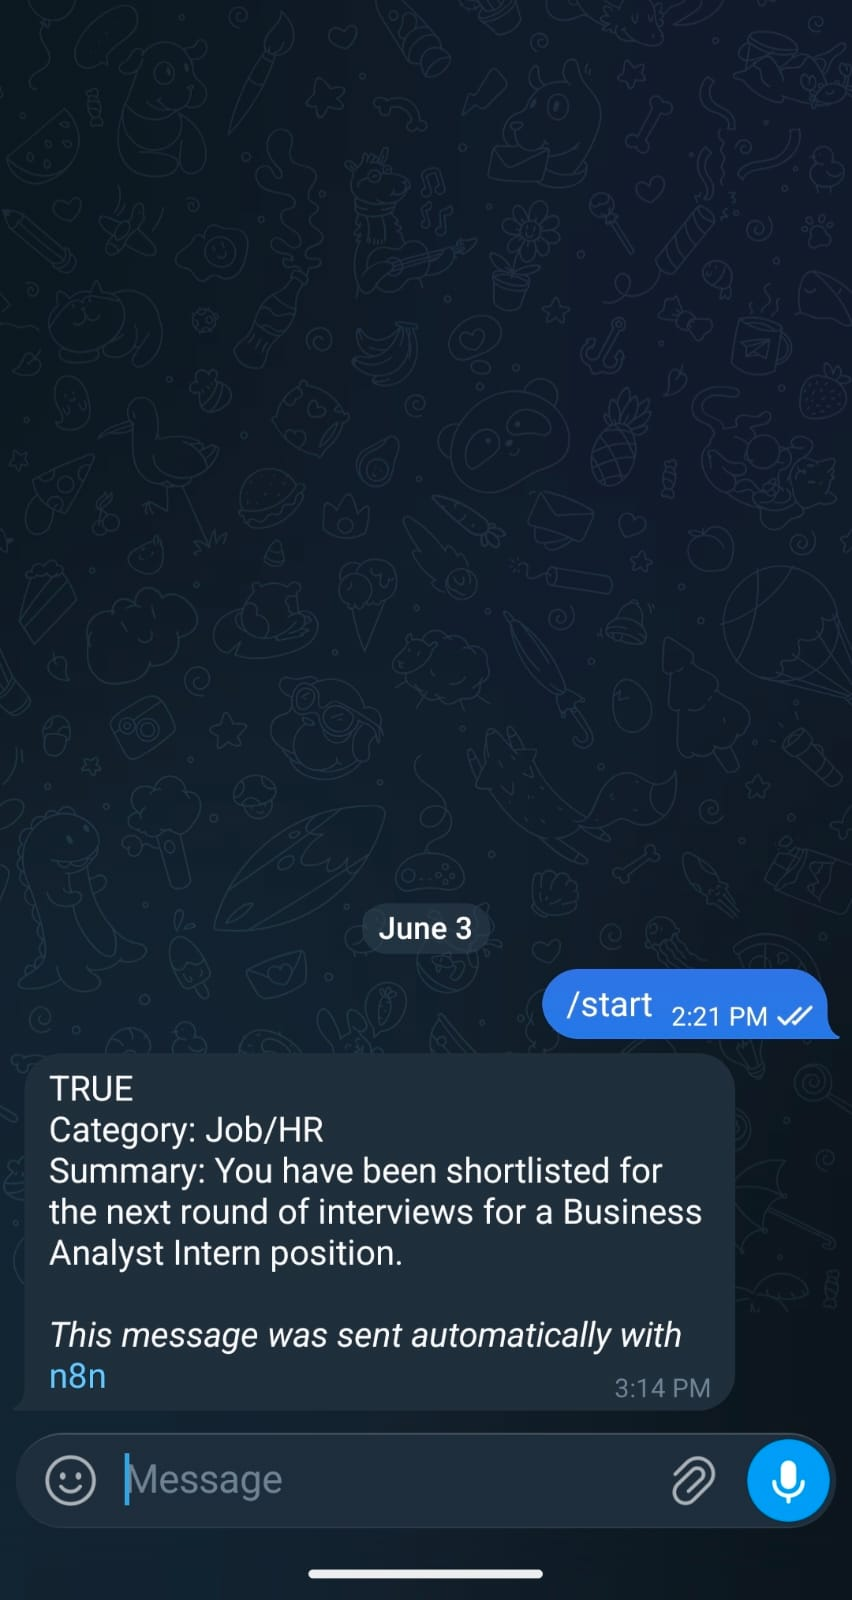 June 3
/start 2:21 PM
TRUE
Category: Job/HR
Summary: You have been shortlisted for
the next round of interviews for a Business
Analyst Intern position.
This message was sent automatically with
n8n
3:14 PM
Message